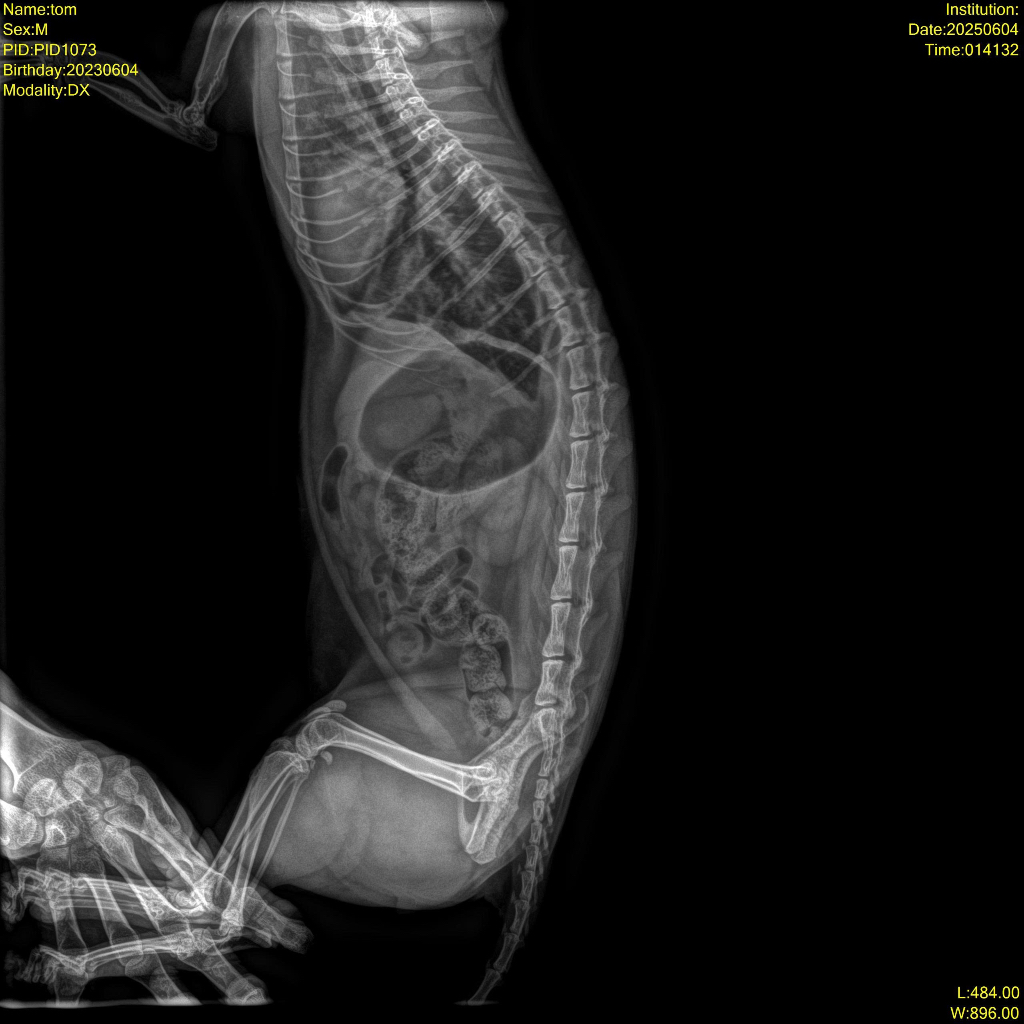 Name:tom
Sex:M
PID:PID1073
Birthday:20230604
Modality:DX
Institution:
Date:20250604
Time:014132
L:484.00
W:896.00